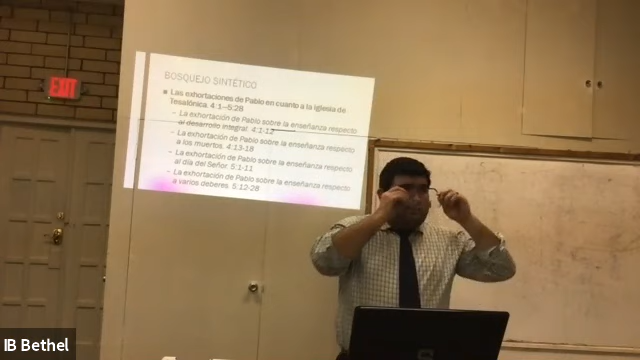 EXIT
BOSQUEJO SINTÉTICO
Las exhortaciones de Pablo en cuanto a la iglesia de
Tesalónica. 4:1—5:28
– La exhortación de Pablo sobre la enseñanza respecto
al desarrollo integral. 4:1-12
– La exhortación de Pablo sobre la enseñanza respecto
a los muertos. 4:13-18
– La exhortación de Pablo sobre la enseñanza respecto
al día del Señor. 5:1-11
– La exhortación de Pablo sobre la enseñanza respecto
a varios deberes. 5:12-28
IB Bethel